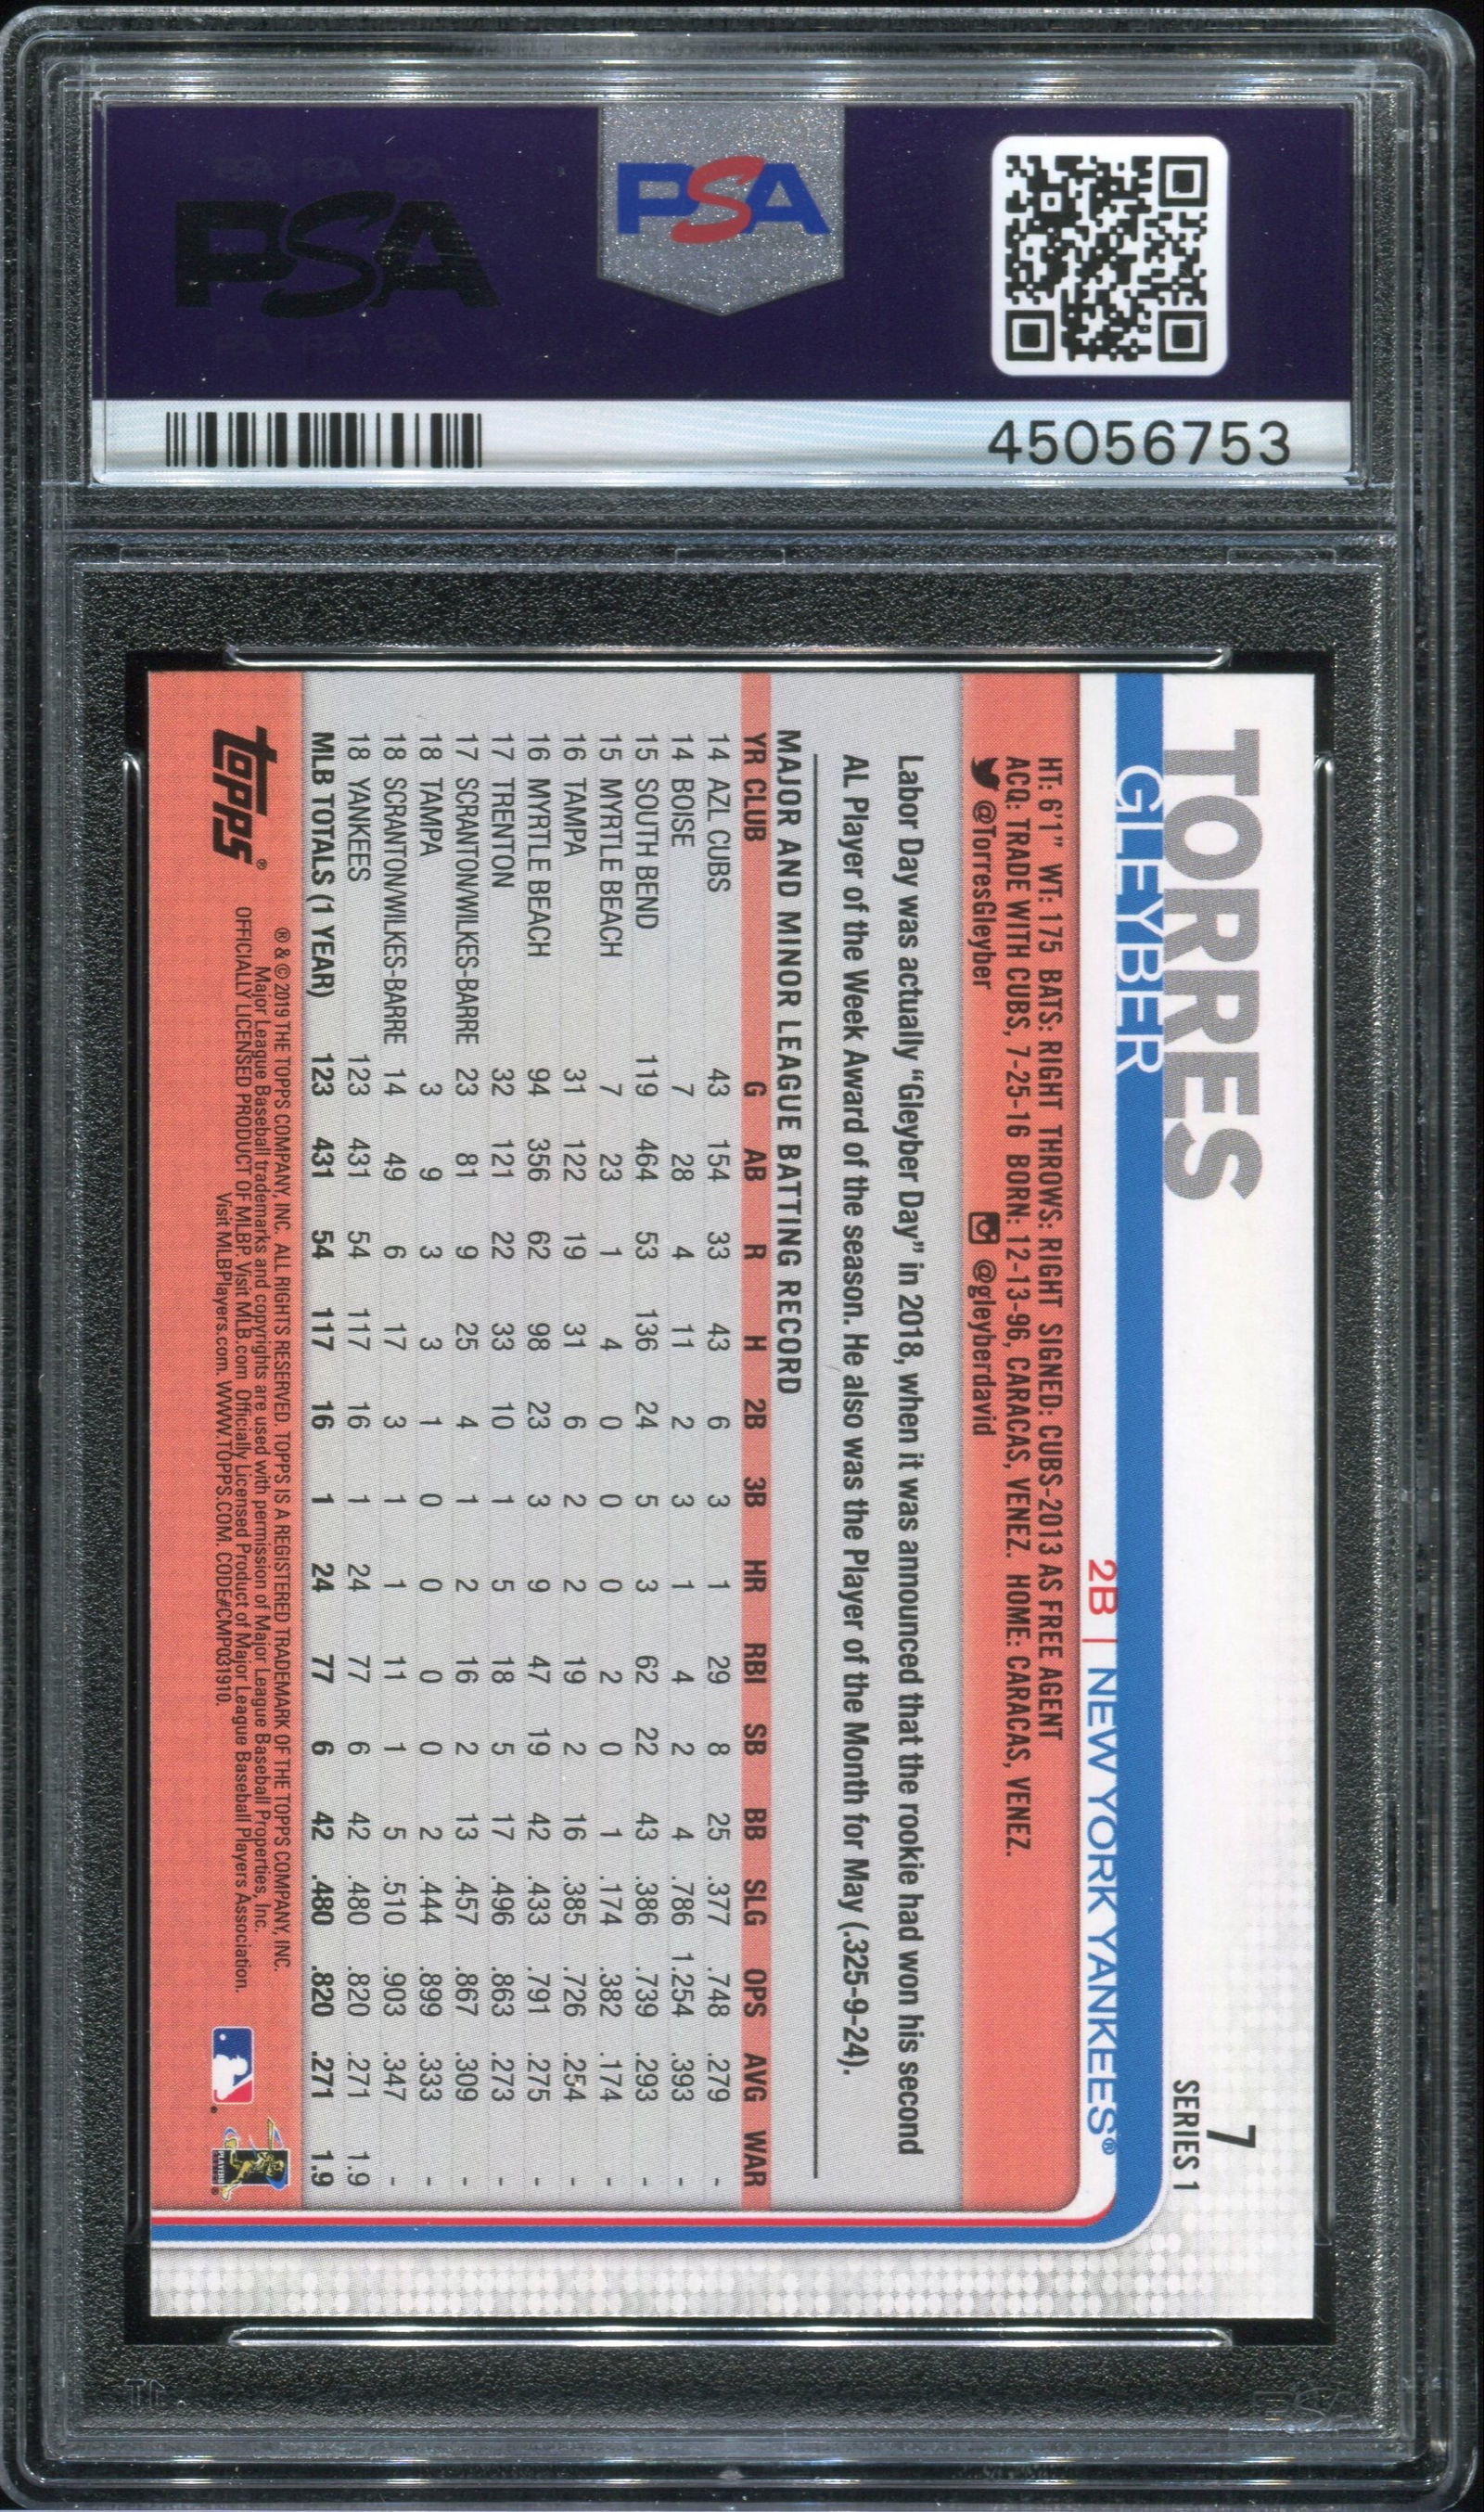 PSA
PSA
45056753
TORRES
GLEYBER
7
SERIES 1
2B | NEW YORK YANKEES®
HT: 6'1" WT: 175 BATS: RIGHT THROWS: RIGHT SIGNED: CUBS-2013 AS FREE AGENT
ACQ: TRADE WITH CUBS, 7-25-16 BORN: 12-13-96, CARACAS, VENEZ. HOME: CARACAS, VENEZ.
@TorresGleyber @gleyberdavid
Labor Day was actually “Gleyber Day” in 2018, when it was announced that the rookie had won his second
AL Player of the Week Award of the season. He also was the Player of the Month for May (.325-9-24).
MAJOR AND MINOR LEAGUE BATTING RECORD
YR CLUB G AB R H 2B 3B HR RBI SB BB SLG OPS AVG WAR
14 AZL CUBS 43 154 33 43 6 3 1 29 8 25 .377 .748 .279 -
14 BOISE 7 28 4 11 2 3 1 4 2 4 .786 1.254 .393 -
15 SOUTH BEND 119 464 53 136 24 5 3 62 22 43 .386 .739 .293 -
15 MYRTLE BEACH 7 23 1 4 0 0 0 2 0 1 .174 .382 .174 -
16 TAMPA 31 122 19 31 6 2 2 19 2 16 .385 .726 .254 -
16 MYRTLE BEACH 94 356 62 98 23 3 9 47 19 42 .433 .791 .275 -
17 TRENTON 32 121 22 33 10 1 5 18 5 17 .496 .863 .273 -
17 SCRANTON/WILKES-BARRE 23 81 9 25 4 1 2 16 2 13 .457 .867 .309 -
18 TAMPA 3 9 3 3 1 0 0 0 0 2 .444 .899 .333 -
18 SCRANTON/WILKES-BARRE 14 49 6 17 3 1 1 11 1 5 .510 .903 .347 -
18 YANKEES 123 431 54 117 16 1 24 77 6 42 .480 .820 .271 1.9
MLB TOTALS (1 YEAR) 123 431 54 117 16 1 24 77 6 42 .480 .820 .271 1.9
topps®
® & © 2019 THE TOPPS COMPANY, INC. ALL RIGHTS RESERVED. TOPPS IS A REGISTERED TRADEMARK OF THE TOPPS COMPANY, INC.
Major League Baseball trademarks and copyrights are used with permission of Major League Baseball Properties, Inc.
OFFICIALLY LICENSED PRODUCT OF MLBP. Visit MLB.com Officially Licensed Product of Major League Baseball Players Association.
Visit MLBPlayers.com. WWW.TOPPS.COM. CODE#CMP031910.
PLAYERS